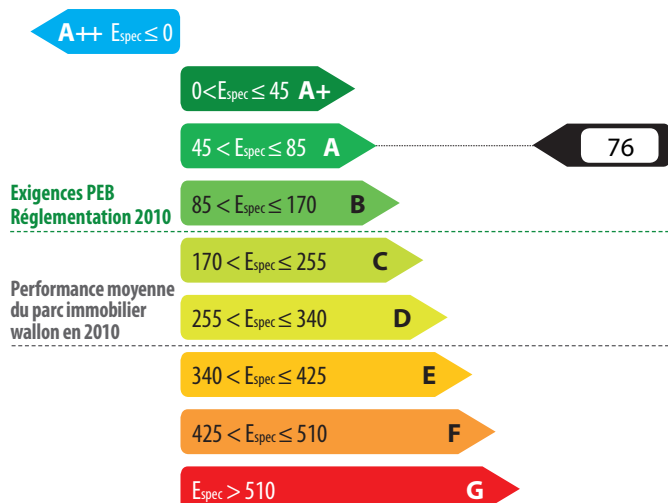 A++ Espec ≤ 0
0<Espec ≤ 45 A+
45 < Espec ≤ 85 A
76
Exigences PEB
Réglementation 2010
85 < Espec ≤ 170 B
170 < Espec ≤ 255 C
Performance moyenne
du parc immobilier
wallon en 2010
255 < Espec ≤ 340 D
340 < Espec ≤ 425 E
425 < Espec ≤ 510 F
Espec > 510 G